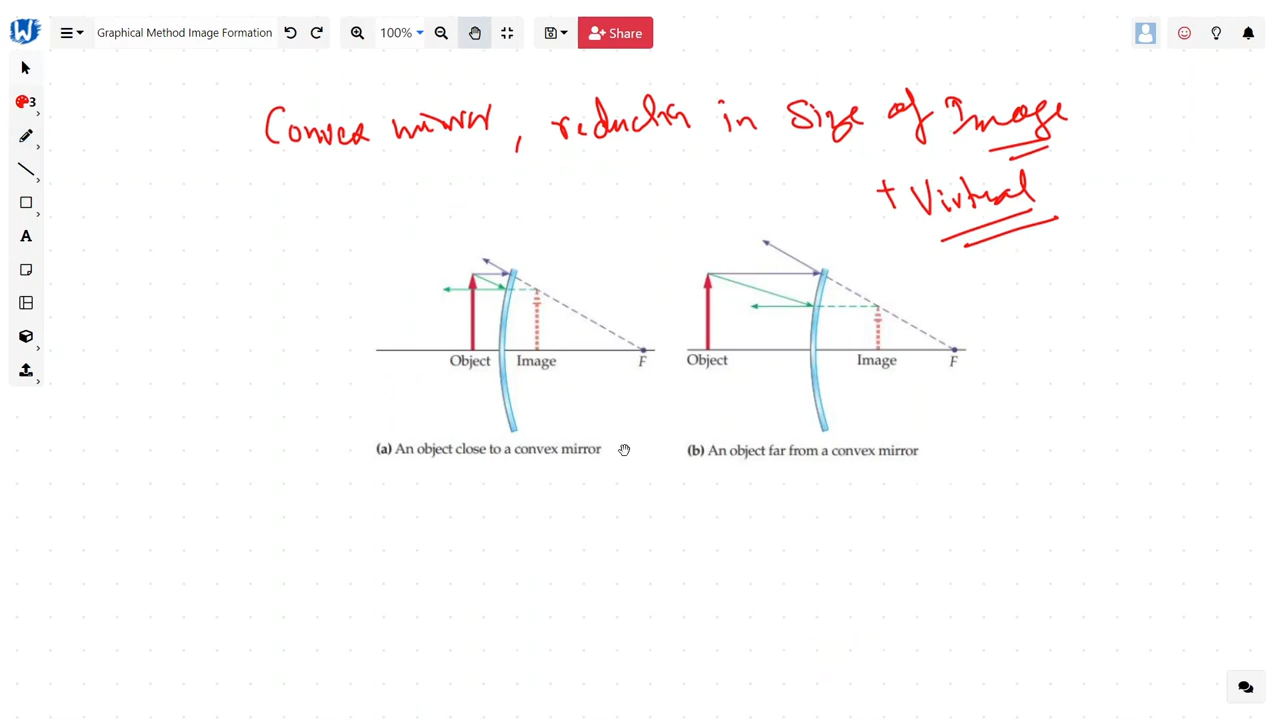 Graphical Method Image Formation
100%
Share
3
A
Convex mirror, reduction in Size of Image
+ Virtual
Object Image F
Object Image F
(a) An object close to a convex mirror
(b) An object far from a convex mirror